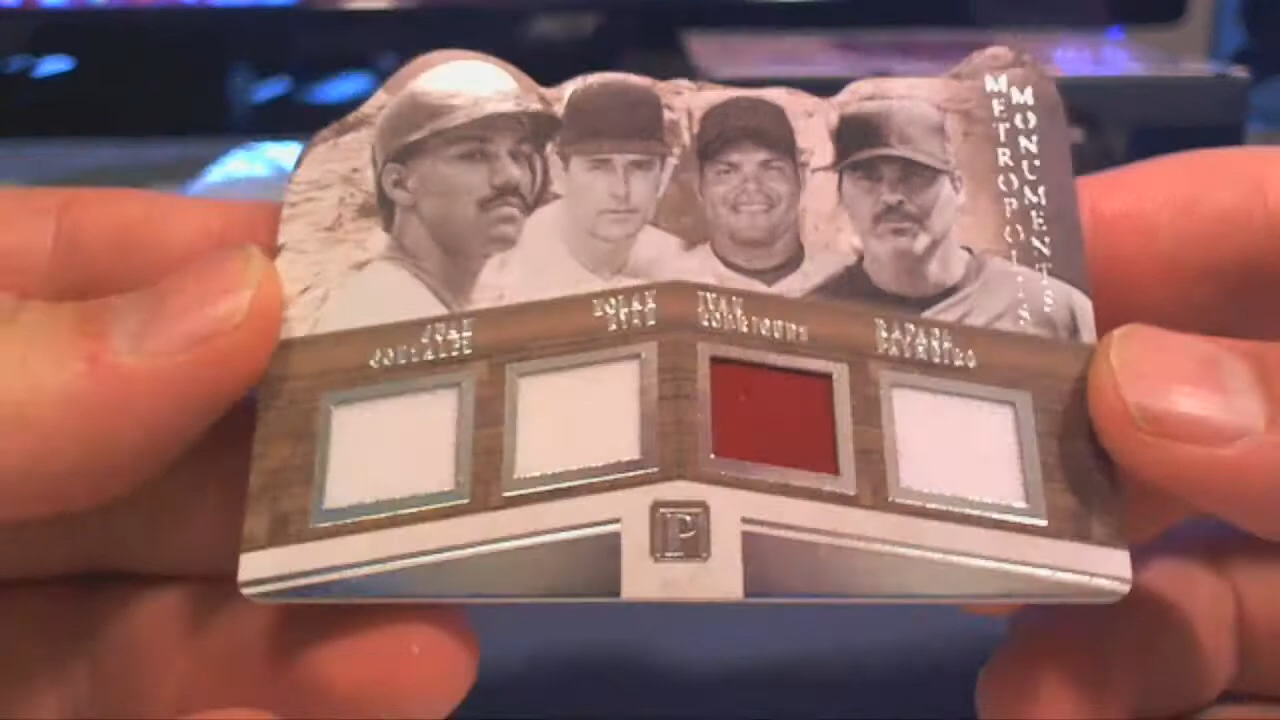 METROPOLIS
MONUMENTS
JUAN
GONZALEZ
NOLAN
RYAN
IVAN
RODRIGUEZ
RAFAEL
PALMEIRO
P